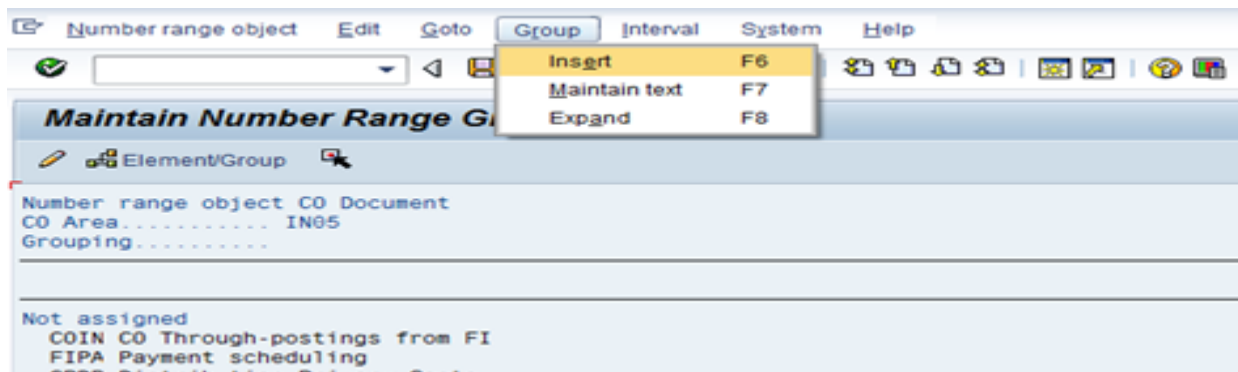 Number range object Edit Goto Group Interval System Help
Insert F6
Maintain text F7
Expand F8
Maintain Number Range G
Element/Group
Number range object CO Document
CO Area........... IN05
Grouping..........
Not assigned
COIN CO Through-postings from FI
FIPA Payment scheduling